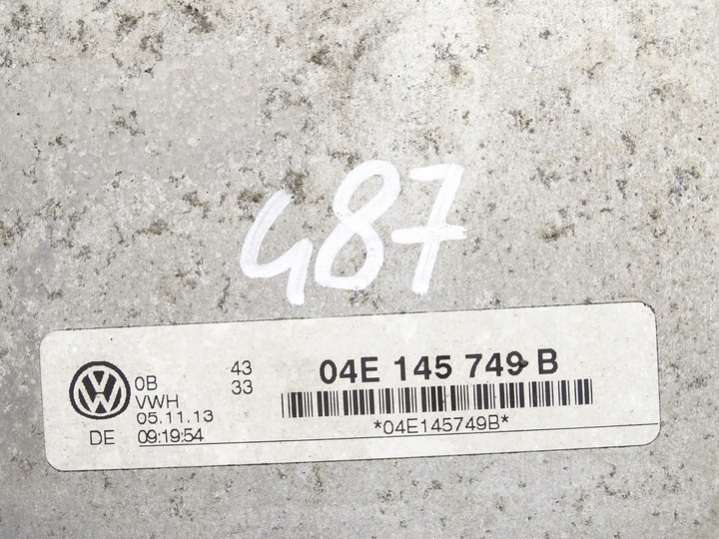 487
0B 43 04E 145 749 B
VWH 33
05.11.13 *04E145749B*
DE 09:19:54